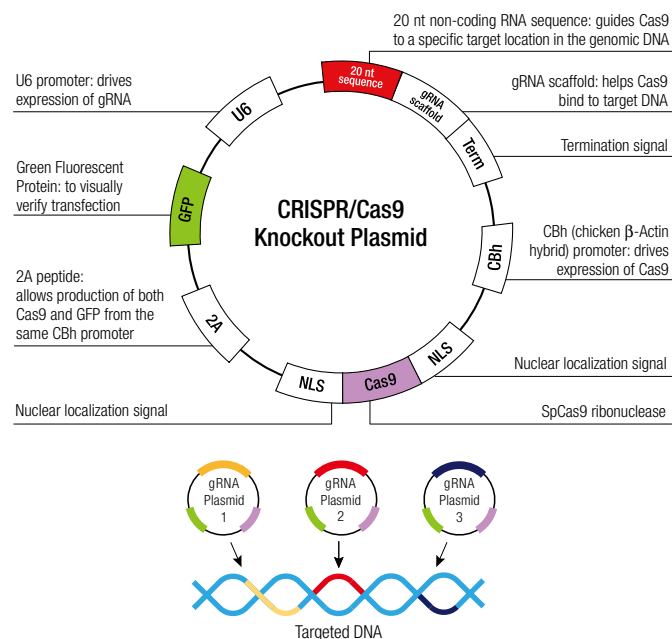 20 nt non-coding RNA sequence: guides Cas9
to a specific target location in the genomic DNA
20 nt
sequence
U6 promoter: drives
expression of gRNA
U6
gRNA
scaffold
gRNA scaffold: helps Cas9
bind to target DNA
Term
Termination signal
Green Fluorescent
Protein: to visually
verify transfection
GFP
CRISPR/Cas9
Knockout Plasmid
CBh
CBh (chicken β-Actin
hybrid) promoter: drives
expression of Cas9
2A peptide:
allows production of both
Cas9 and GFP from the
same CBh promoter
2A
NLS
Cas9
NLS
Nuclear localization signal
Nuclear localization signal
SpCas9 ribonuclease
gRNA
Plasmid
1
gRNA
Plasmid
2
gRNA
Plasmid
3
Targeted DNA